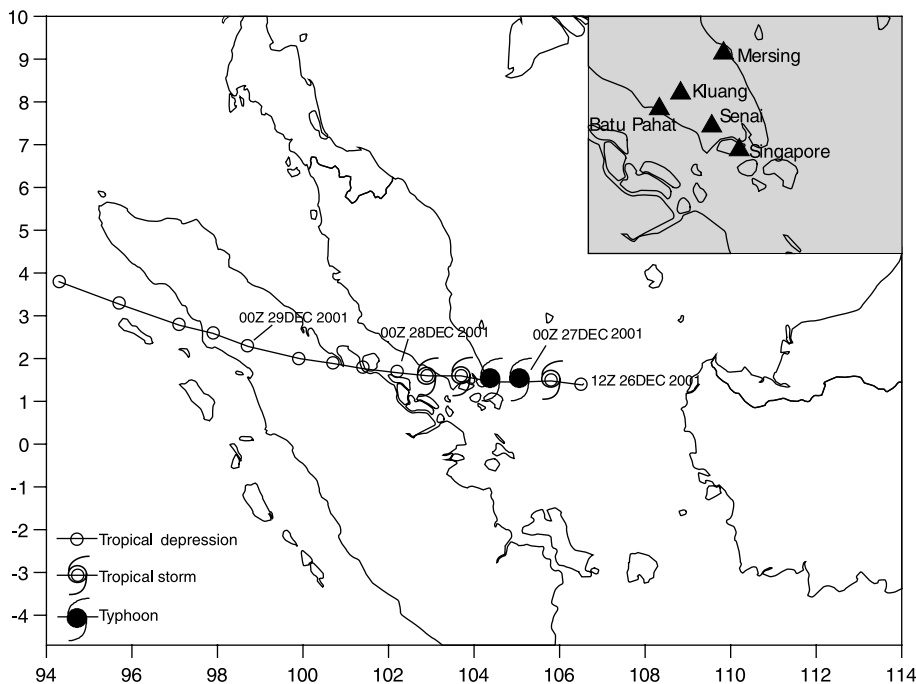 10
9
8
7
6
5
4
3
2
1
0
-1
-2
-3
-4
94 96 98 100 102 104 106 108 110 112 114
Mersing
Kluang
Senai
Batu Pahat
Singapore
00Z 29DEC 2001
00Z 28DEC 2001
00Z 27DEC 2001
12Z 26DEC 2001
Tropical depression
Tropical storm
Typhoon